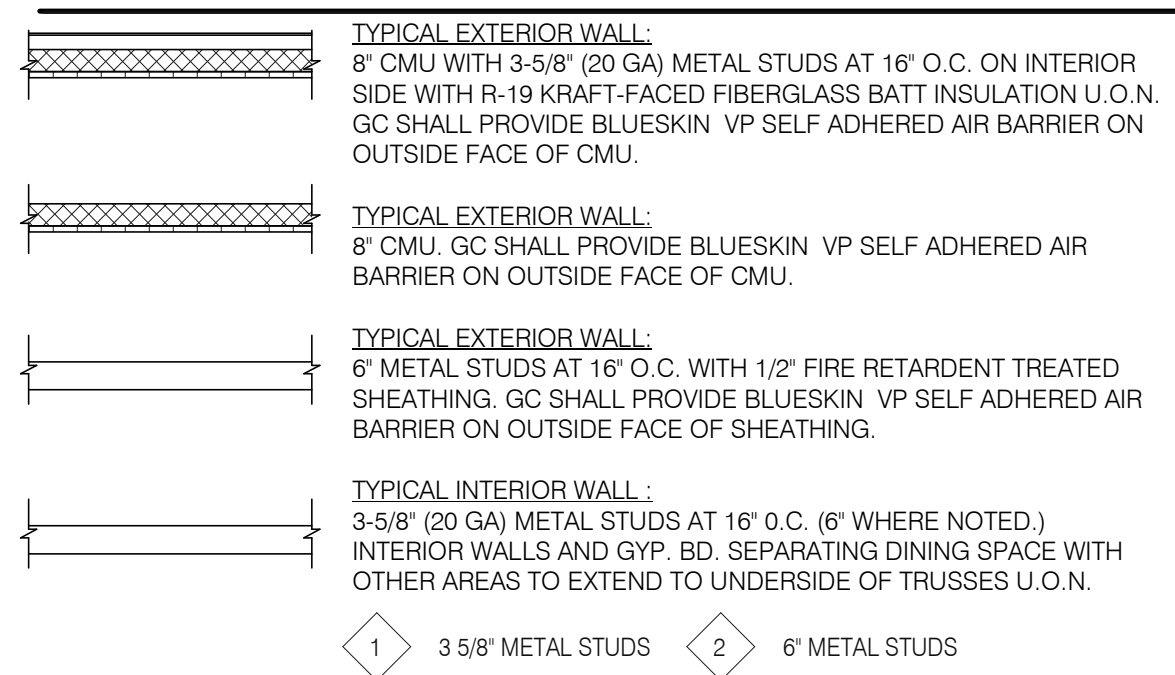 TYPICAL EXTERIOR WALL:
8" CMU WITH 3-5/8" (20 GA) METAL STUDS AT 16" O.C. ON INTERIOR
SIDE WITH R-19 KRAFT-FACED FIBERGLASS BATT INSULATION U.O.N.
GC SHALL PROVIDE BLUESKIN  VP SELF ADHERED AIR BARRIER ON
OUTSIDE FACE OF CMU.
TYPICAL EXTERIOR WALL:
8" CMU. GC SHALL PROVIDE BLUESKIN  VP SELF ADHERED AIR
BARRIER ON OUTSIDE FACE OF CMU.
TYPICAL EXTERIOR WALL:
6" METAL STUDS AT 16" O.C. WITH 1/2" FIRE RETARDENT TREATED
SHEATHING. GC SHALL PROVIDE BLUESKIN  VP SELF ADHERED AIR
BARRIER ON OUTSIDE FACE OF SHEATHING.
TYPICAL INTERIOR WALL :
3-5/8" (20 GA) METAL STUDS AT 16" 0.C. (6" WHERE NOTED.)
INTERIOR WALLS AND GYP. BD. SEPARATING DINING SPACE WITH
OTHER AREAS TO EXTEND TO UNDERSIDE OF TRUSSES U.O.N.
1 3 5/8" METAL STUDS 2 6" METAL STUDS